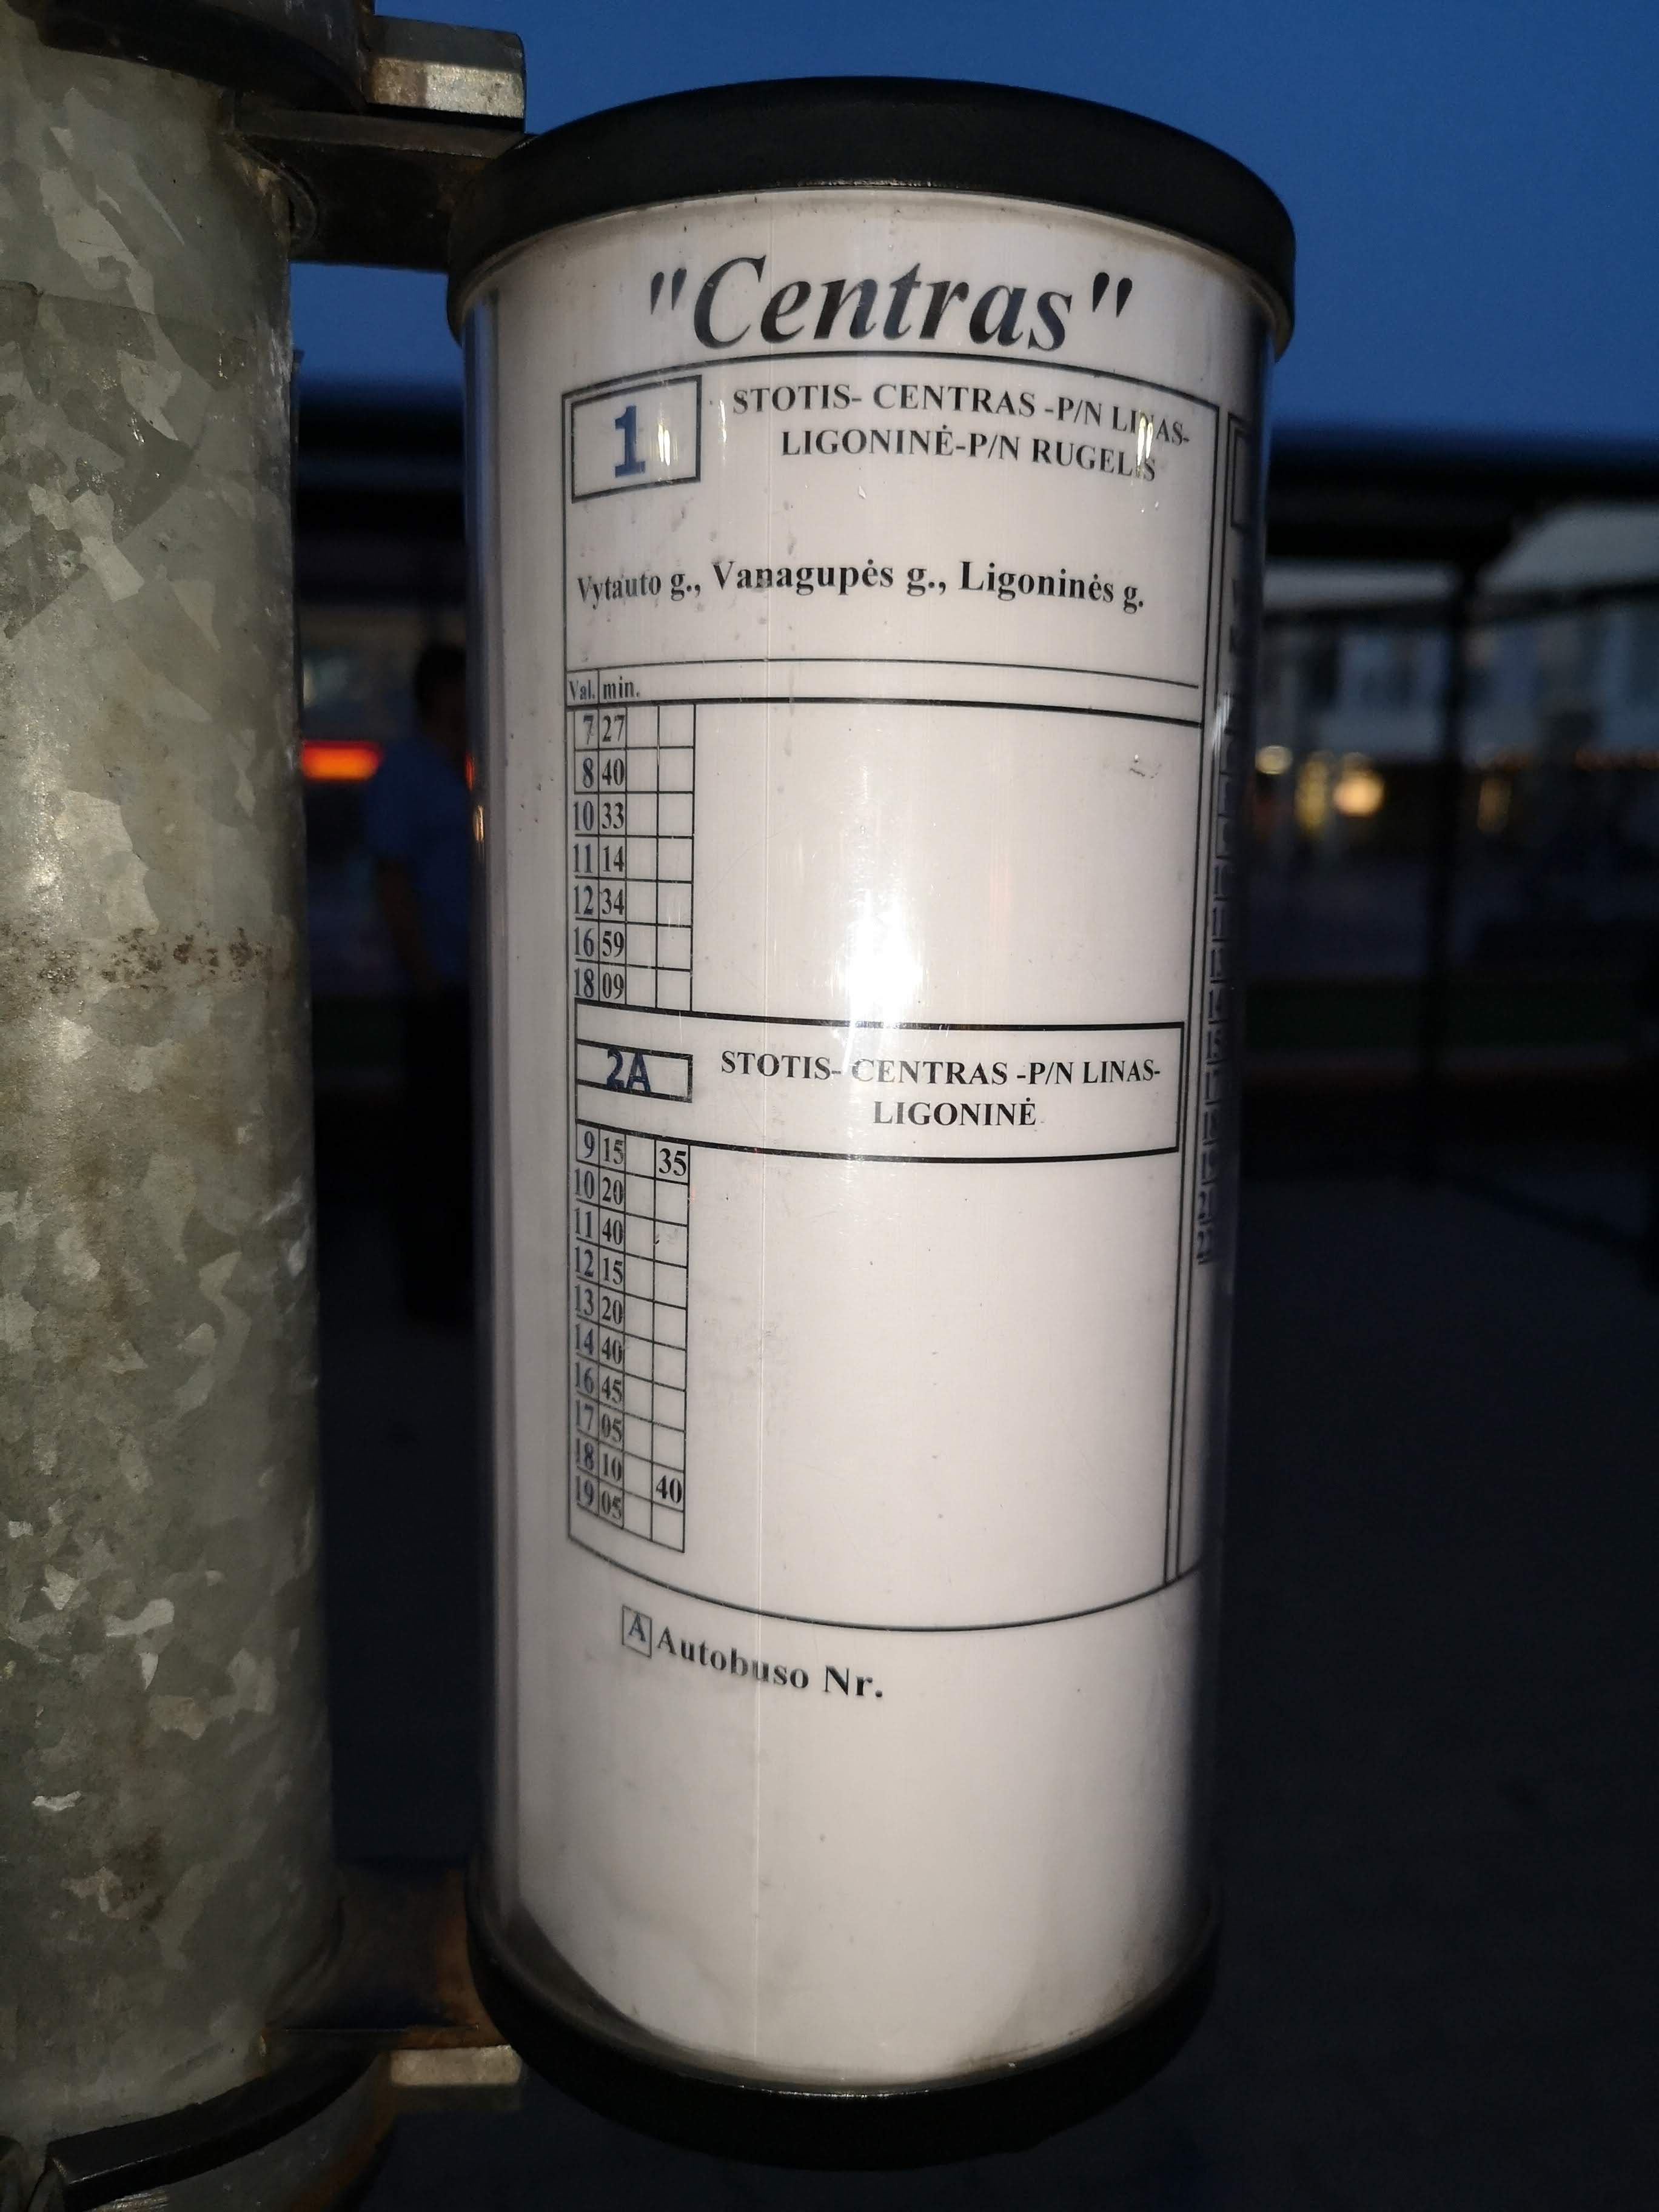 "Centras"
1
STOTIS- CENTRAS -P/N LINAS-
LIGONINĖ-P/N RUGELIS
Vytauto g., Vanagupės g., Ligoninės g.
Val. min.
7 27
8 40
10 33
11 14
12 34
16 59
18 09
2A
STOTIS- CENTRAS -P/N LINAS-
LIGONINĖ
9 15 35
10 20
11 40
12 15
13 20
14 40
16 45
17 05
18 10 40
19 05
A Autobuso Nr.